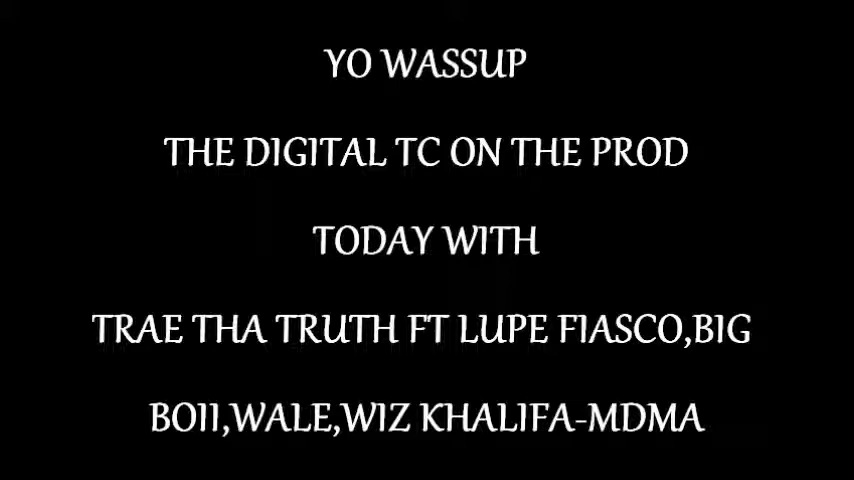 YO WASSUP
THE DIGITAL TC ON THE PROD
TODAY WITH
TRAE THA TRUTH FT LUPE FIASCO,BIG
BOII,WALE,WIZ KHALIFA-MDMA